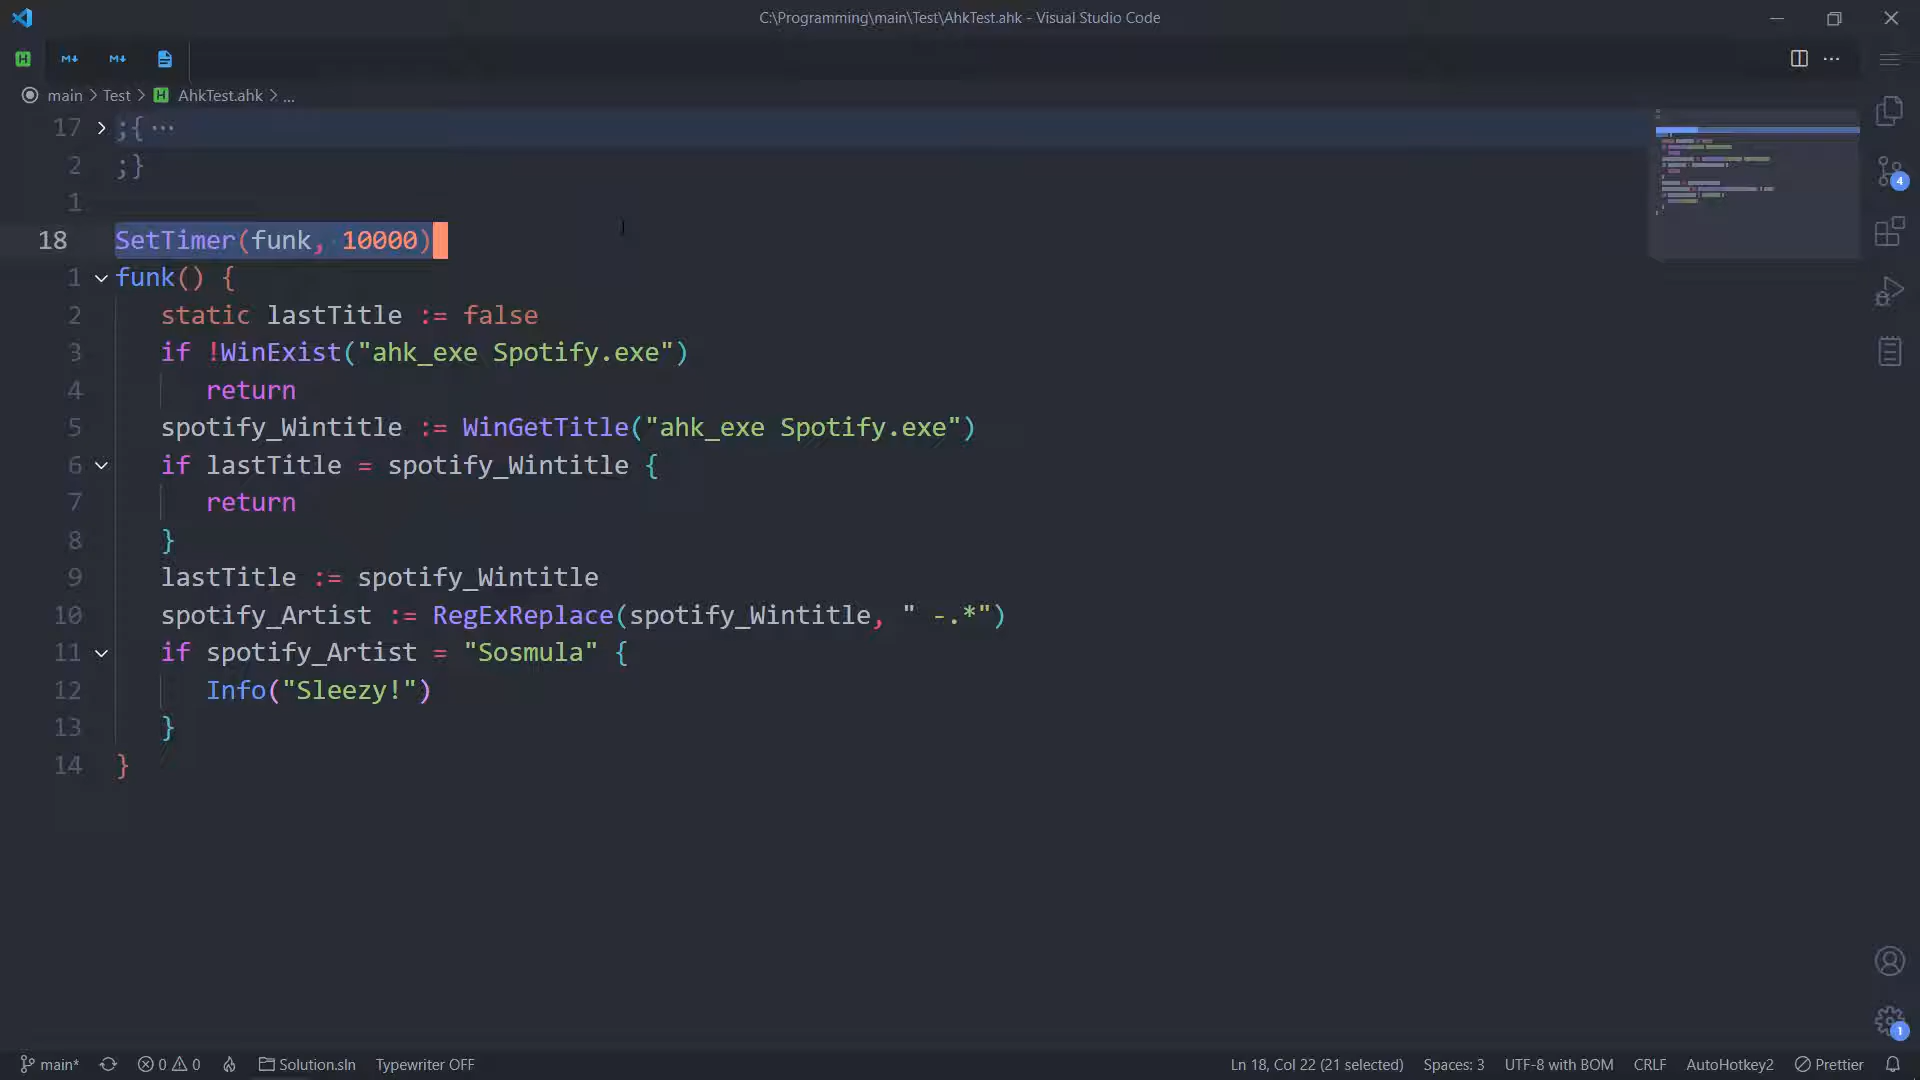 C:\Programming\main\Test\AhkTest.ahk - Visual Studio Code
main > Test > AhkTest.ahk > ...
17 ;{ ···
2 ;}
1
18 SetTimer(funk, 10000)
1 funk() {
2 static lastTitle := false
3 if !WinExist("ahk_exe Spotify.exe")
4 return
5 spotify_Wintitle := WinGetTitle("ahk_exe Spotify.exe")
6 if lastTitle = spotify_Wintitle {
7 return
8 }
9 lastTitle := spotify_Wintitle
10 spotify_Artist := RegExReplace(spotify_Wintitle, " -.*")
11 if spotify_Artist = "Sosmula" {
12 Info("Sleezy!")
13 }
14 }
4
1
main* 0 0 Solution.sln Typewriter OFF Ln 18, Col 22 (21 selected) Spaces: 3 UTF-8 with BOM CRLF AutoHotkey2 Prettier